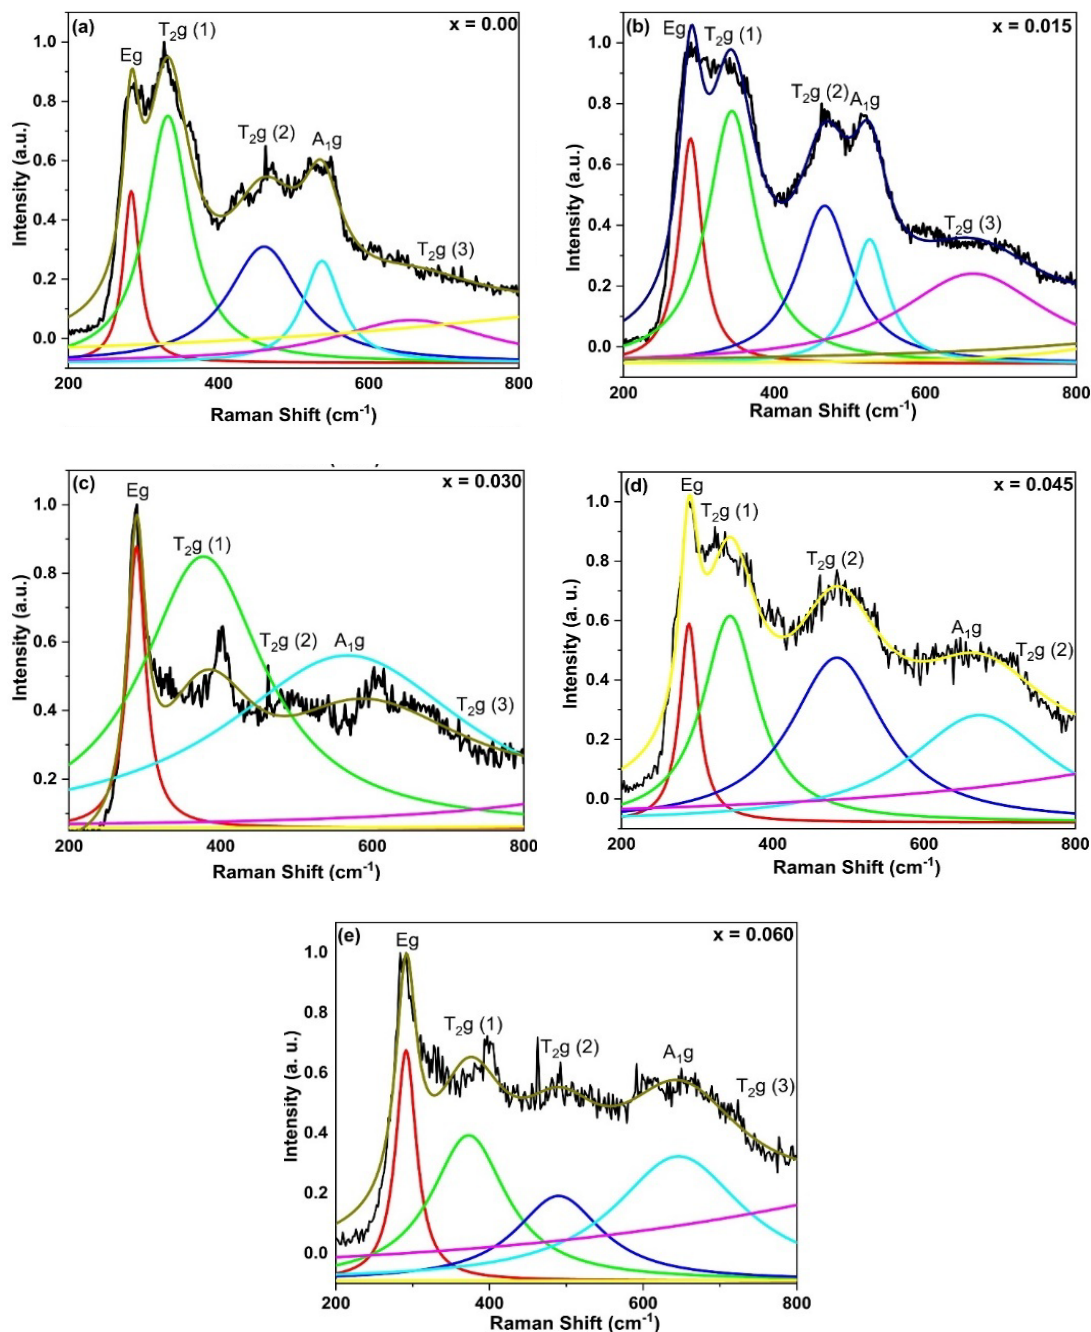 (a) x = 0.00
Eg
T₂g (1)
T₂g (2)
A₁g
T₂g (3)
Intensity (a.u.)
1.0
0.8
0.6
0.4
0.2
0.0
200 400 600 800
Raman Shift (cm⁻¹)
(b) x = 0.015
Eg
T₂g (1)
T₂g (2)
A₁g
T₂g (3)
Intensity (a.u.)
1.0
0.8
0.6
0.4
0.2
0.0
200 400 600 800
Raman Shift (cm⁻¹)
(c) x = 0.030
Eg
T₂g (1)
T₂g (2)
A₁g
T₂g (3)
Intensity (a.u.)
1.0
0.8
0.6
0.4
0.2
200 400 600 800
Raman Shift (cm⁻¹)
(d) x = 0.045
Eg
T₂g (1)
T₂g (2)
A₁g
T₂g (2)
Intensity (a. u.)
1.0
0.8
0.6
0.4
0.2
0.0
200 400 600 800
Raman Shift (cm⁻¹)
(e) x = 0.060
Eg
T₂g (1)
T₂g (2)
A₁g
T₂g (3)
Intensity (a. u.)
1.0
0.8
0.6
0.4
0.2
0.0
200 400 600 800
Raman Shift (cm⁻¹)